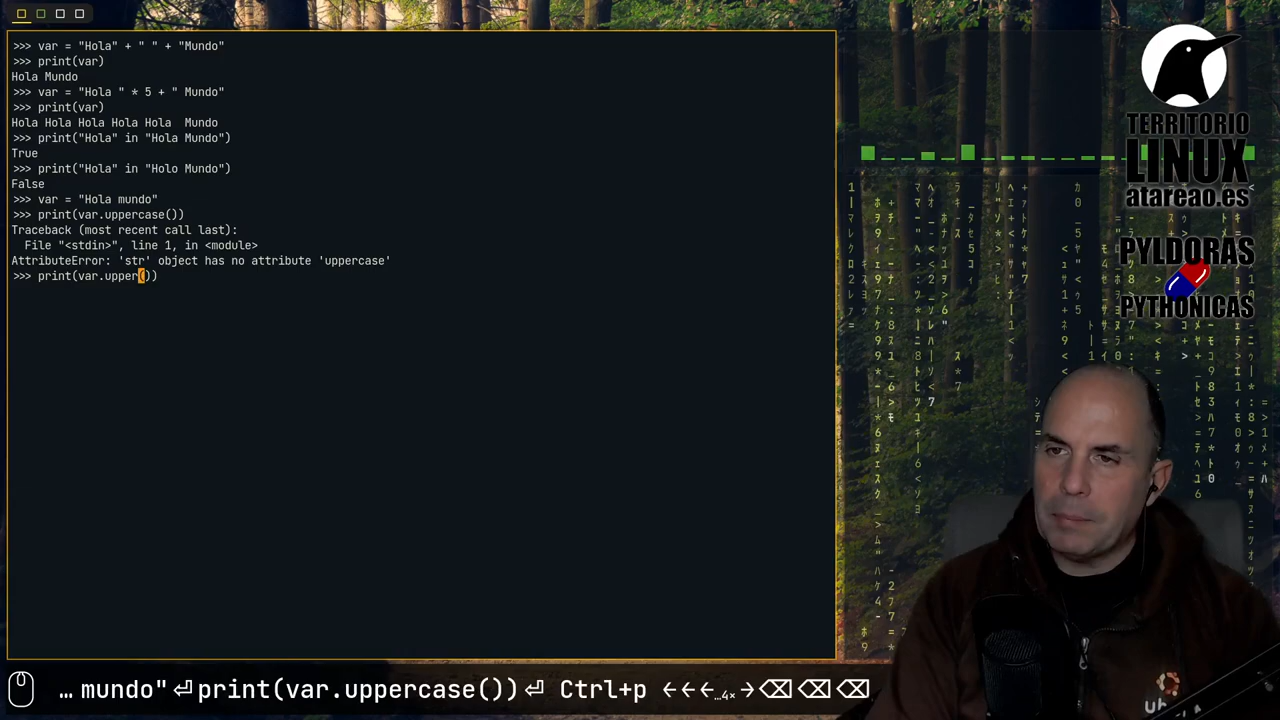 >>> var = "Hola" + " " + "Mundo"
>>> print(var)
Hola Mundo
>>> var = "Hola " * 5 + " Mundo"
>>> print(var)
Hola Hola Hola Hola Hola  Mundo
>>> print("Hola" in "Hola Mundo")
True
>>> print("Hola" in "Holo Mundo")
False
>>> var = "Hola mundo"
>>> print(var.uppercase())
Traceback (most recent call last):
  File "<stdin>", line 1, in <module>
AttributeError: 'str' object has no attribute 'uppercase'
>>> print(var.upper())
TERRITORIO
LINUX
atareao.es
PYLDORAS
PYTHONICAS
… mundo"⏎print(var.uppercase())⏎ Ctrl+p ←←←…4×→⌫⌫⌫